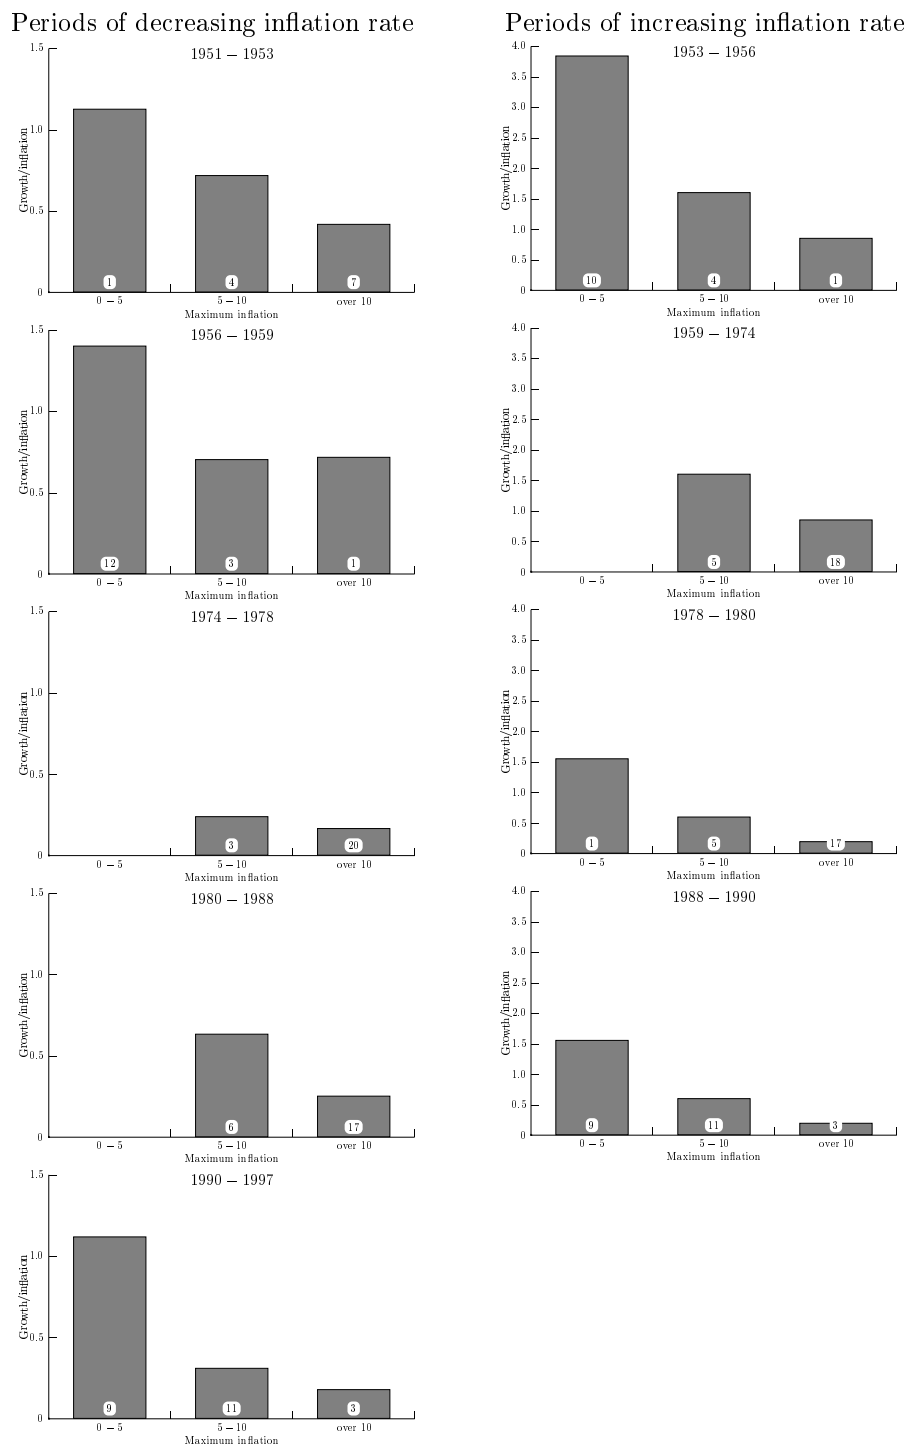 Periods of decreasing inflation rate
1951 – 1953
1.5
1.0
0.5
0
Growth/inflation
1
4
7
0 – 5
5 – 10
over 10
Maximum inflation
1956 – 1959
1.5
1.0
0.5
0
Growth/inflation
12
3
1
0 – 5
5 – 10
over 10
Maximum inflation
1974 – 1978
1.5
1.0
0.5
0
Growth/inflation
3
20
0 – 5
5 – 10
over 10
Maximum inflation
1980 – 1988
1.5
1.0
0.5
0
Growth/inflation
6
17
0 – 5
5 – 10
over 10
Maximum inflation
1990 – 1997
1.5
1.0
0.5
0
Growth/inflation
9
11
3
0 – 5
5 – 10
over 10
Maximum inflation
Periods of increasing inflation rate
1953 – 1956
4.0
3.5
3.0
2.5
2.0
1.5
1.0
0.5
0
Growth/inflation
10
4
1
0 – 5
5 – 10
over 10
Maximum inflation
1959 – 1974
4.0
3.5
3.0
2.5
2.0
1.5
1.0
0.5
0
Growth/inflation
5
18
0 – 5
5 – 10
over 10
Maximum inflation
1978 – 1980
4.0
3.5
3.0
2.5
2.0
1.5
1.0
0.5
0
Growth/inflation
1
5
17
0 – 5
5 – 10
over 10
Maximum inflation
1988 – 1990
4.0
3.5
3.0
2.5
2.0
1.5
1.0
0.5
0
Growth/inflation
9
11
3
0 – 5
5 – 10
over 10
Maximum inflation